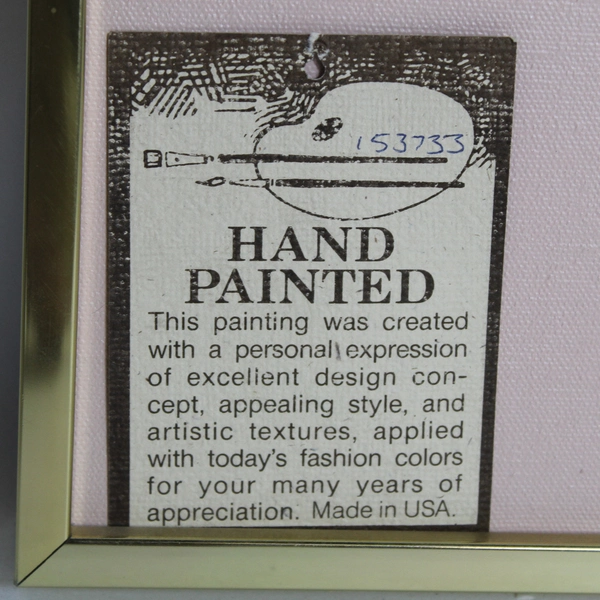 153733
HAND
PAINTED
This painting was created
with a personal expression
of excellent design con-
cept, appealing style, and
artistic textures, applied
with today's fashion colors
for your many years of
appreciation. Made in USA.